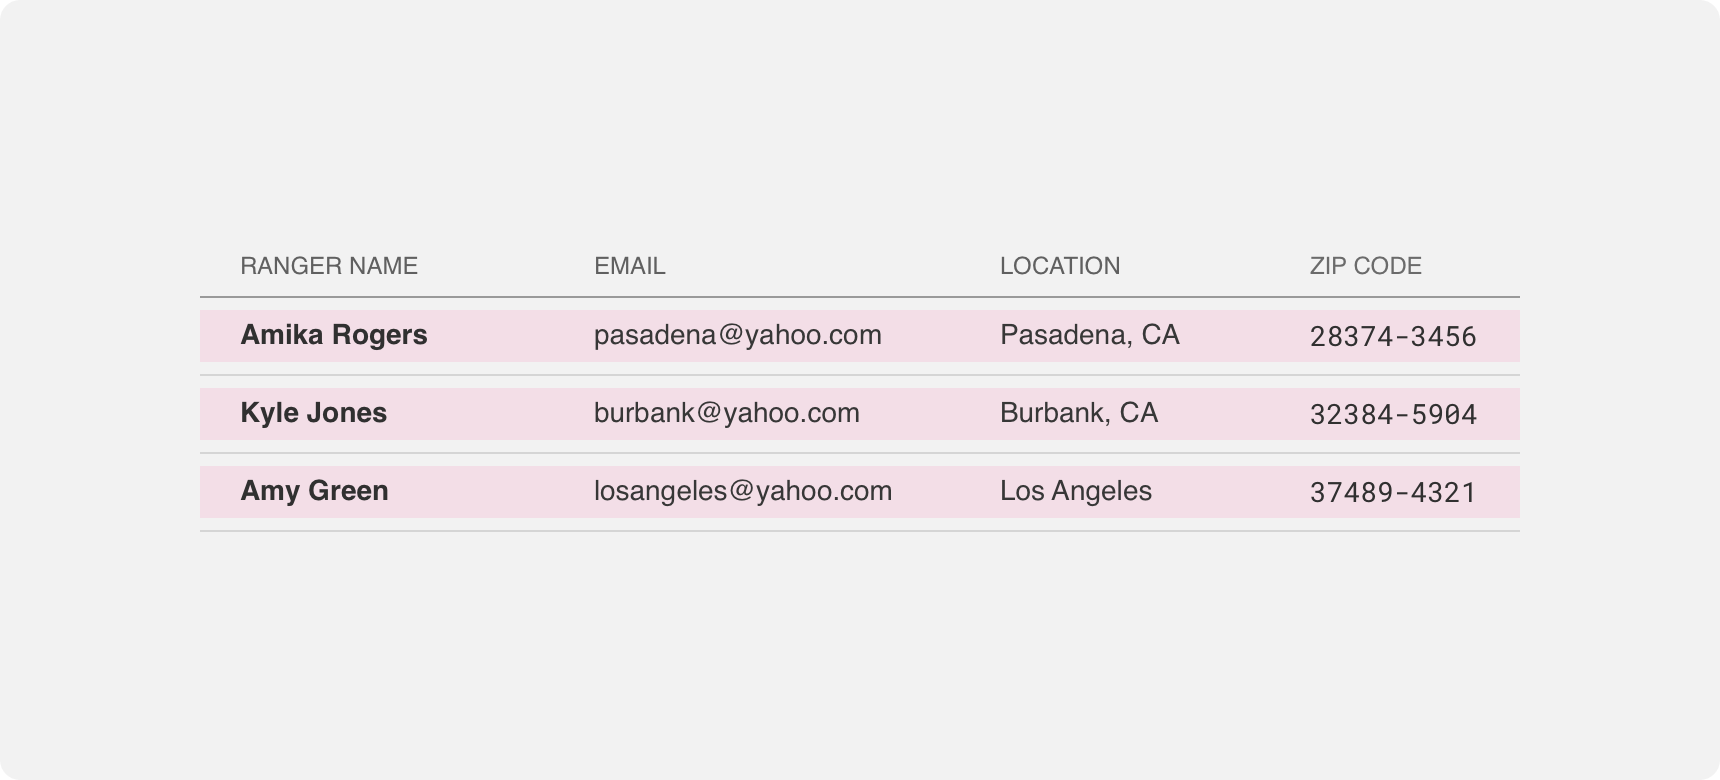 RANGER NAME EMAIL LOCATION ZIP CODE
Amika Rogers pasadena@yahoo.com Pasadena, CA 28374-3456
Kyle Jones burbank@yahoo.com Burbank, CA 32384-5904
Amy Green losangeles@yahoo.com Los Angeles 37489-4321